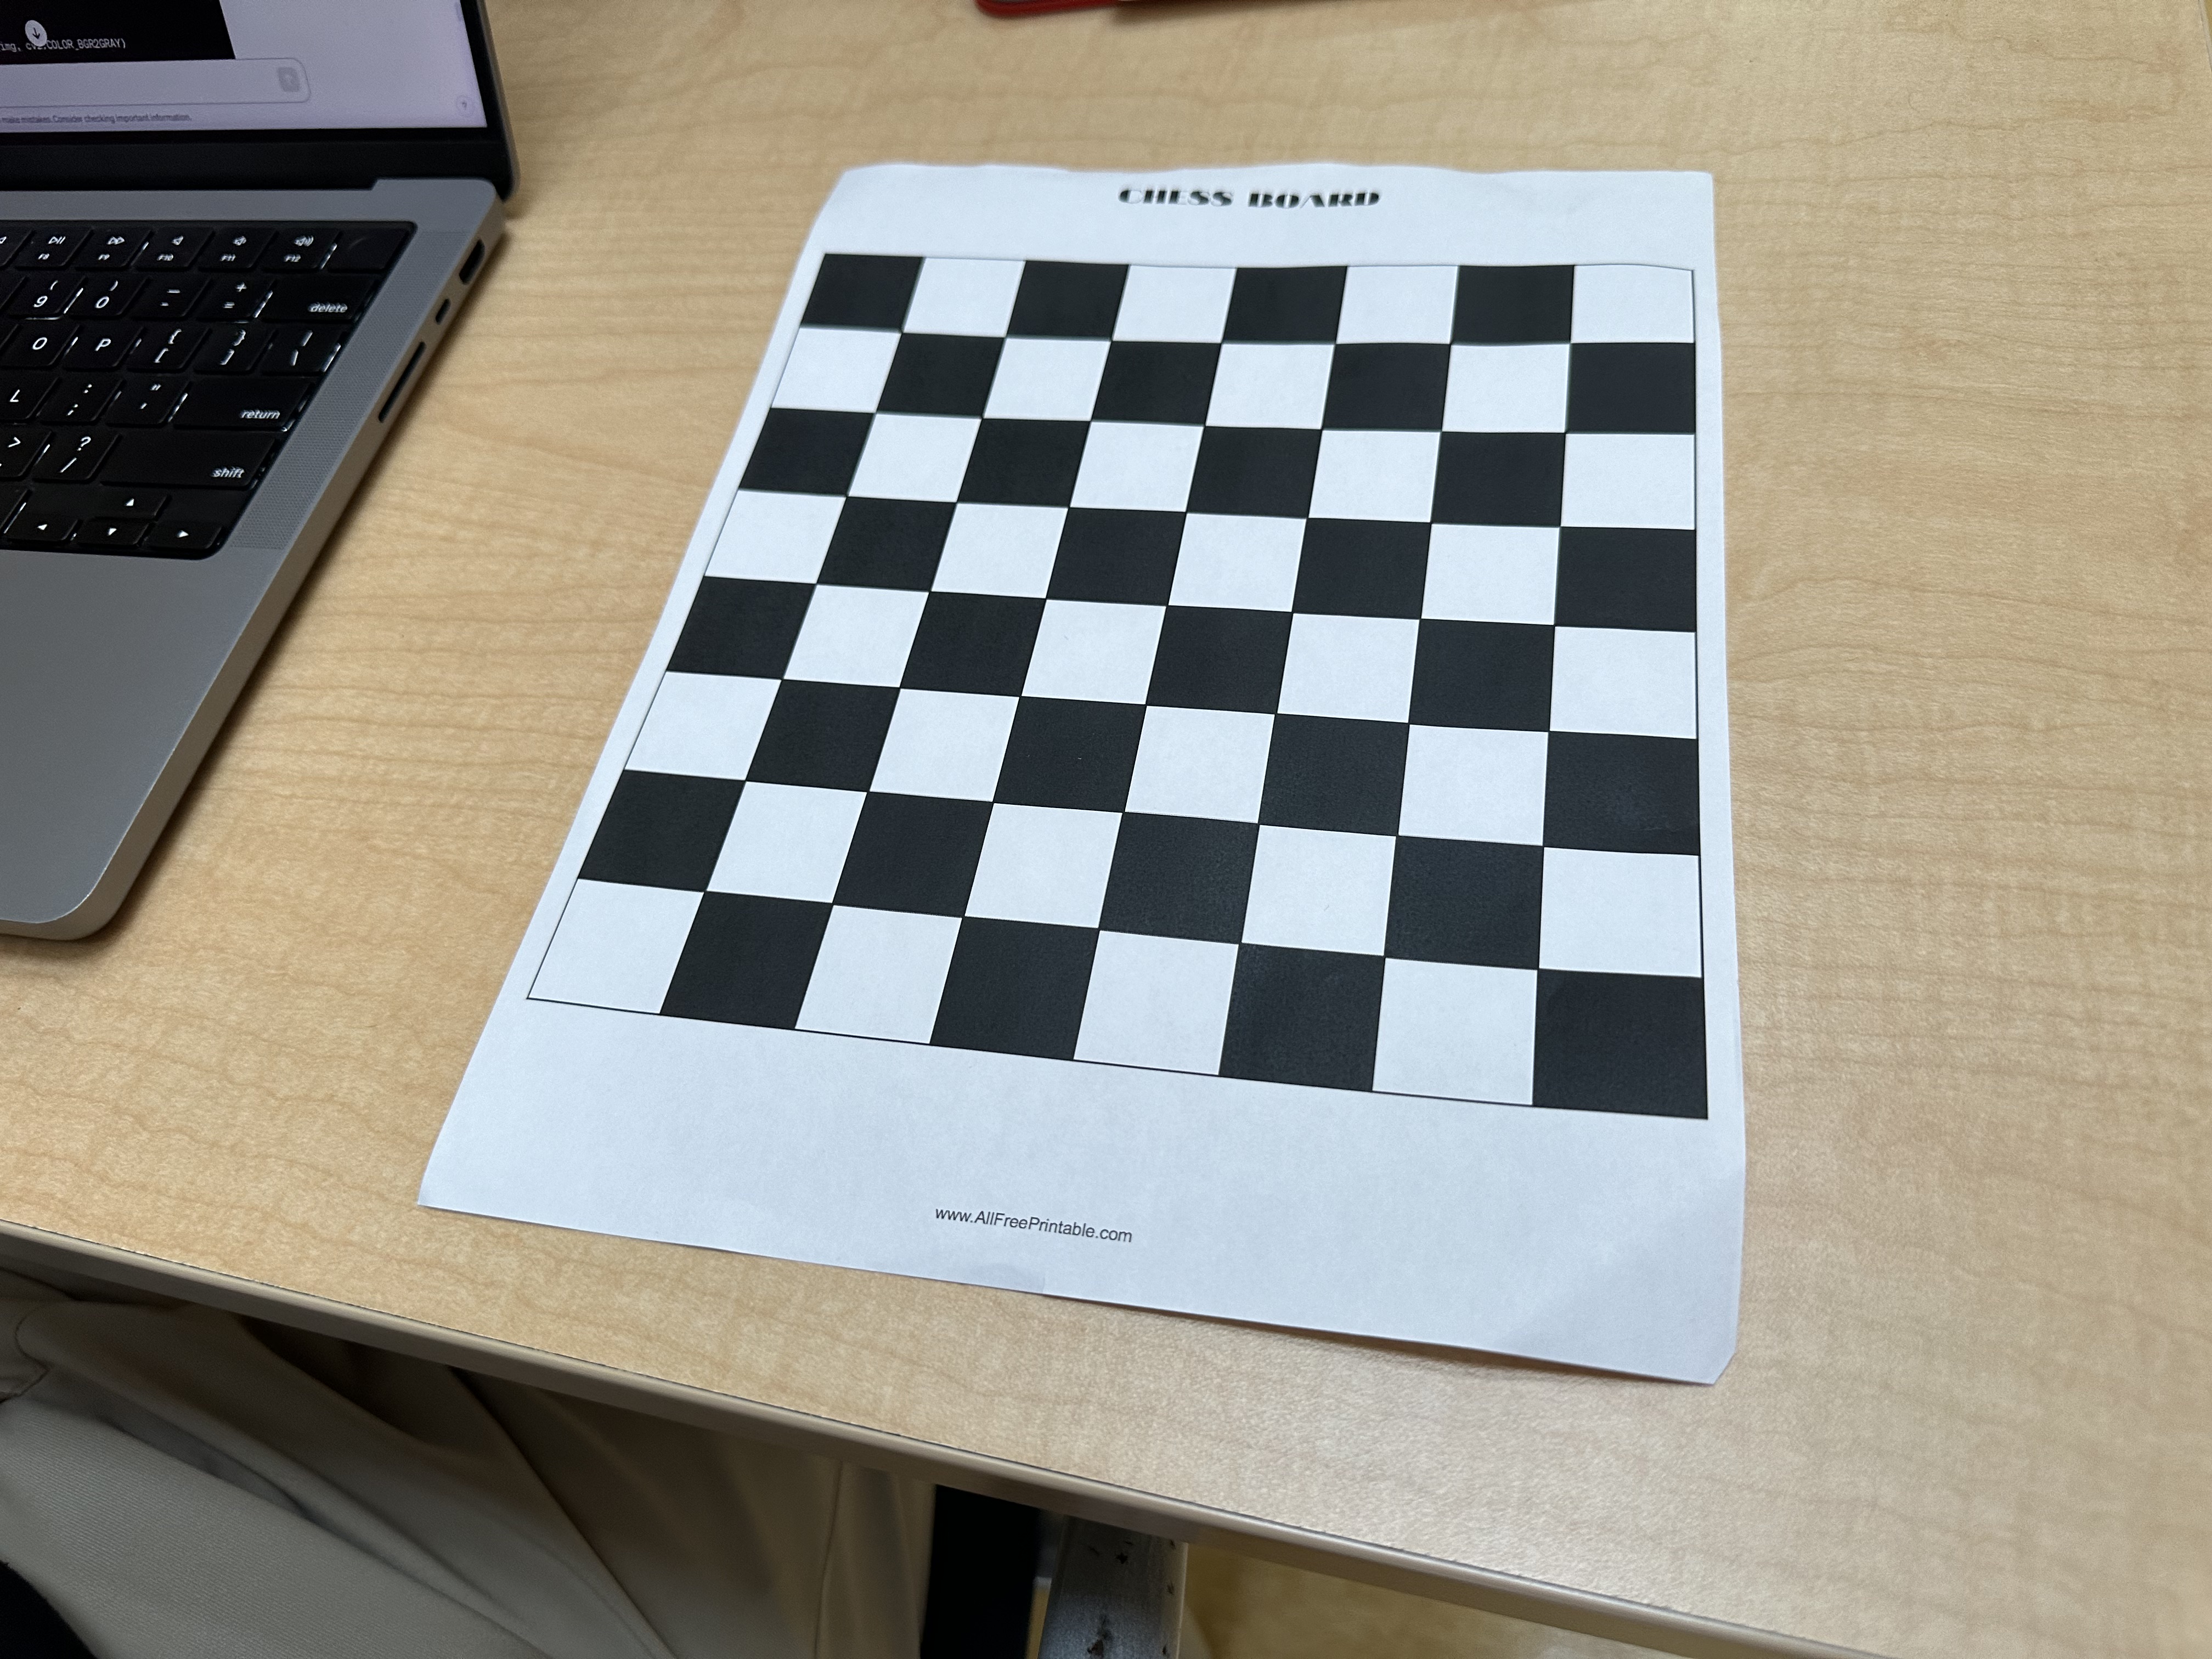 img, cv2.COLOR_BGR2GRAY)
make mistakes. Consider checking important information.
?
F8 F9 F10 F11 F12
9 0 - + =
delete
O P { [ } ] | \
L : ; " '
return
> ? /
shift
CHESS BOARD
www.AllFreePrintable.com